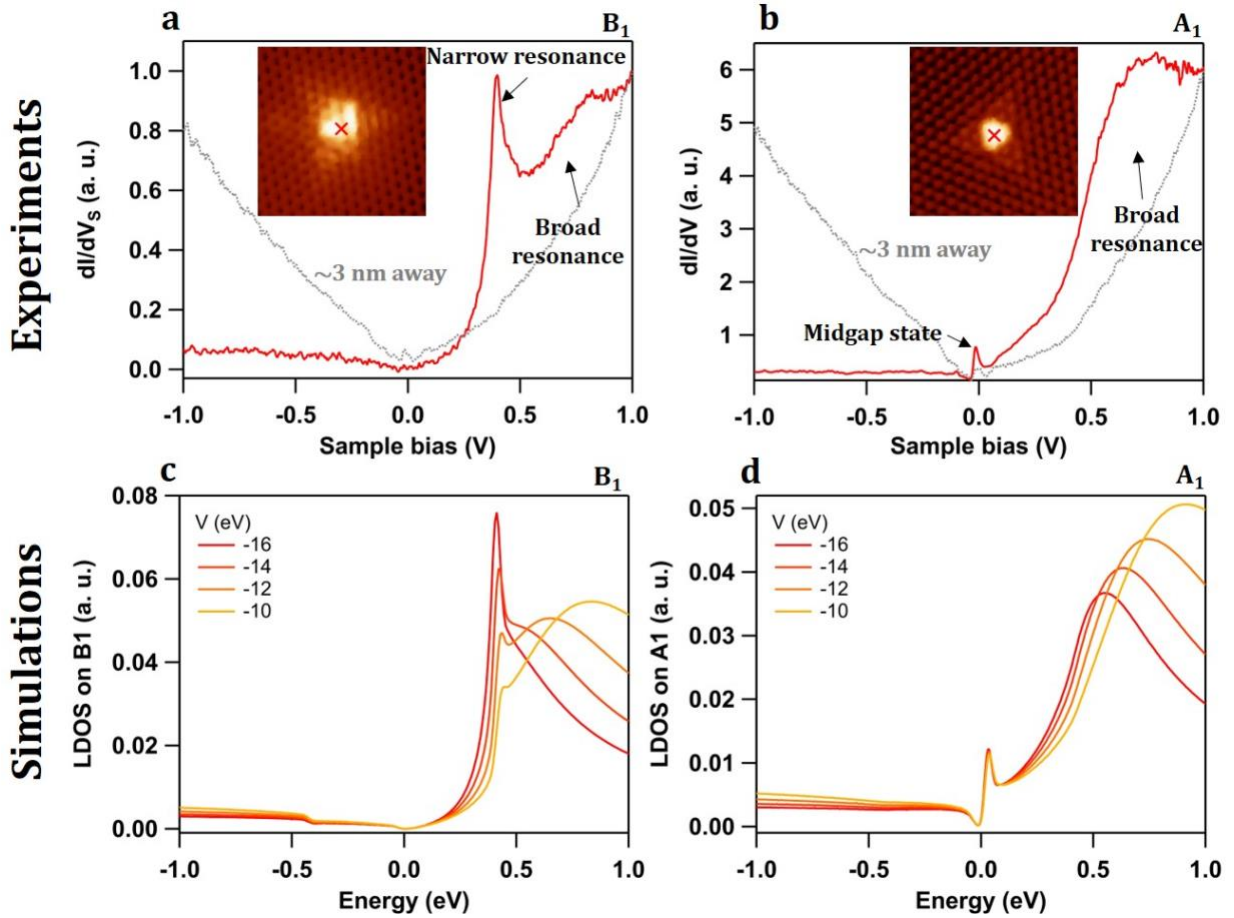 Experiments
a
B₁
Narrow resonance
Broad
resonance
~3 nm away
dI/dV_S (a. u.)
1.0
0.8
0.6
0.4
0.2
0.0
-1.0 -0.5 0.0 0.5 1.0
Sample bias (V)
b
A₁
~3 nm away
Broad
resonance
Midgap state
dI/dV (a. u.)
6
5
4
3
2
1
-1.0 -0.5 0.0 0.5 1.0
Sample bias (V)
Simulations
c
B₁
V (eV)
-16
-14
-12
-10
LDOS on B1 (a. u.)
0.08
0.06
0.04
0.02
0.00
-1.0 -0.5 0.0 0.5 1.0
Energy (eV)
d
A₁
V (eV)
-16
-14
-12
-10
LDOS on A1 (a. u.)
0.05
0.04
0.03
0.02
0.01
0.00
-1.0 -0.5 0.0 0.5 1.0
Energy (eV)